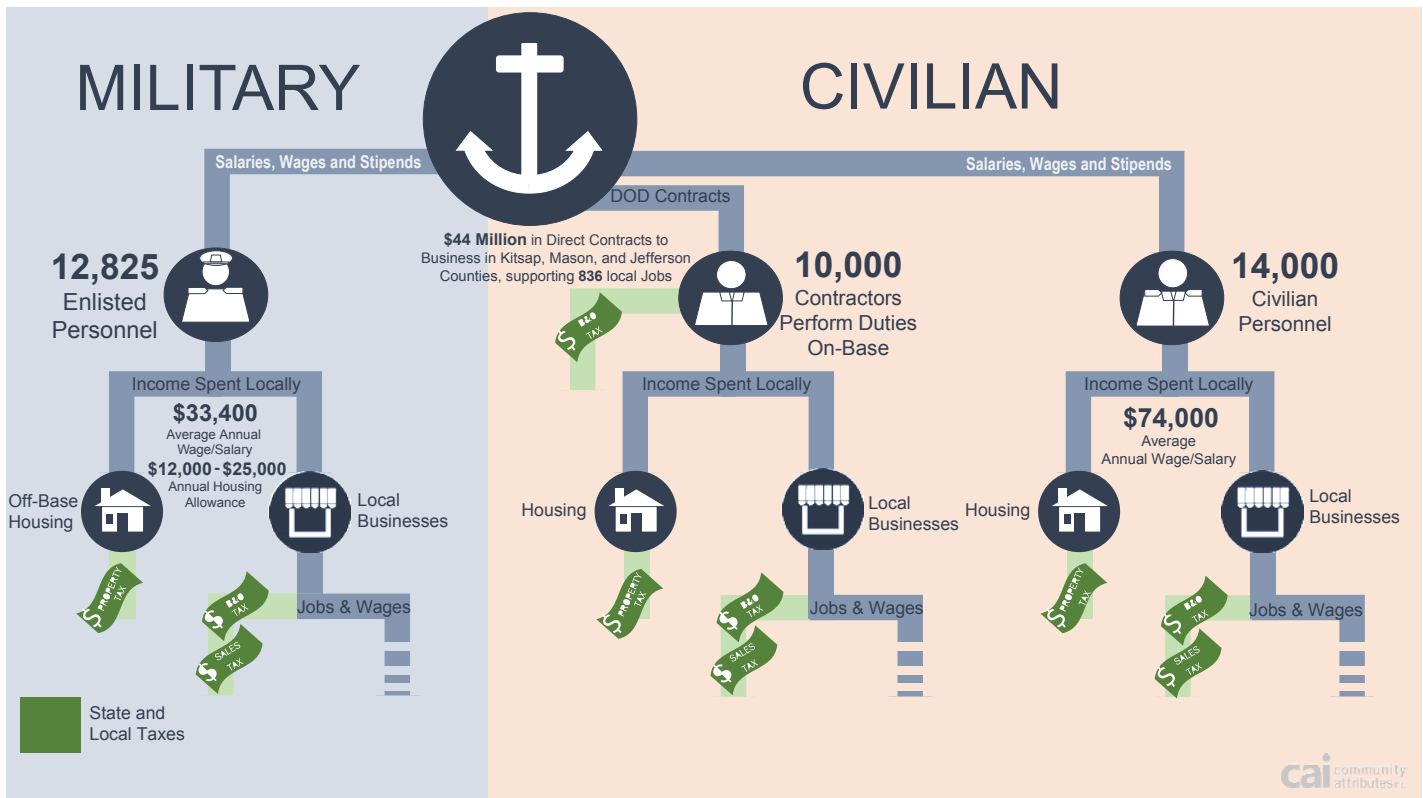 MILITARY
CIVILIAN
Salaries, Wages and Stipends
Salaries, Wages and Stipends
DOD Contracts
$44 Million in Direct Contracts to
Business in Kitsap, Mason, and Jefferson
Counties, supporting 836 local Jobs
12,825
Enlisted
Personnel
10,000
Contractors
Perform Duties
On-Base
14,000
Civilian
Personnel
$ B&O
TAX
Income Spent Locally
$33,400
Average Annual
Wage/Salary
$12,000 - $25,000
Annual Housing
Allowance
Off-Base
Housing
Local
Businesses
$ PROPERTY
TAX
Jobs & Wages
$ B&O
TAX
$ SALES
TAX
Income Spent Locally
Housing
Local
Businesses
$ PROPERTY
TAX
Jobs & Wages
$ B&O
TAX
$ SALES
TAX
Income Spent Locally
$74,000
Average
Annual Wage/Salary
Housing
Local
Businesses
$ PROPERTY
TAX
Jobs & Wages
$ B&O
TAX
$ SALES
TAX
State and
Local Taxes
cai community
attributes